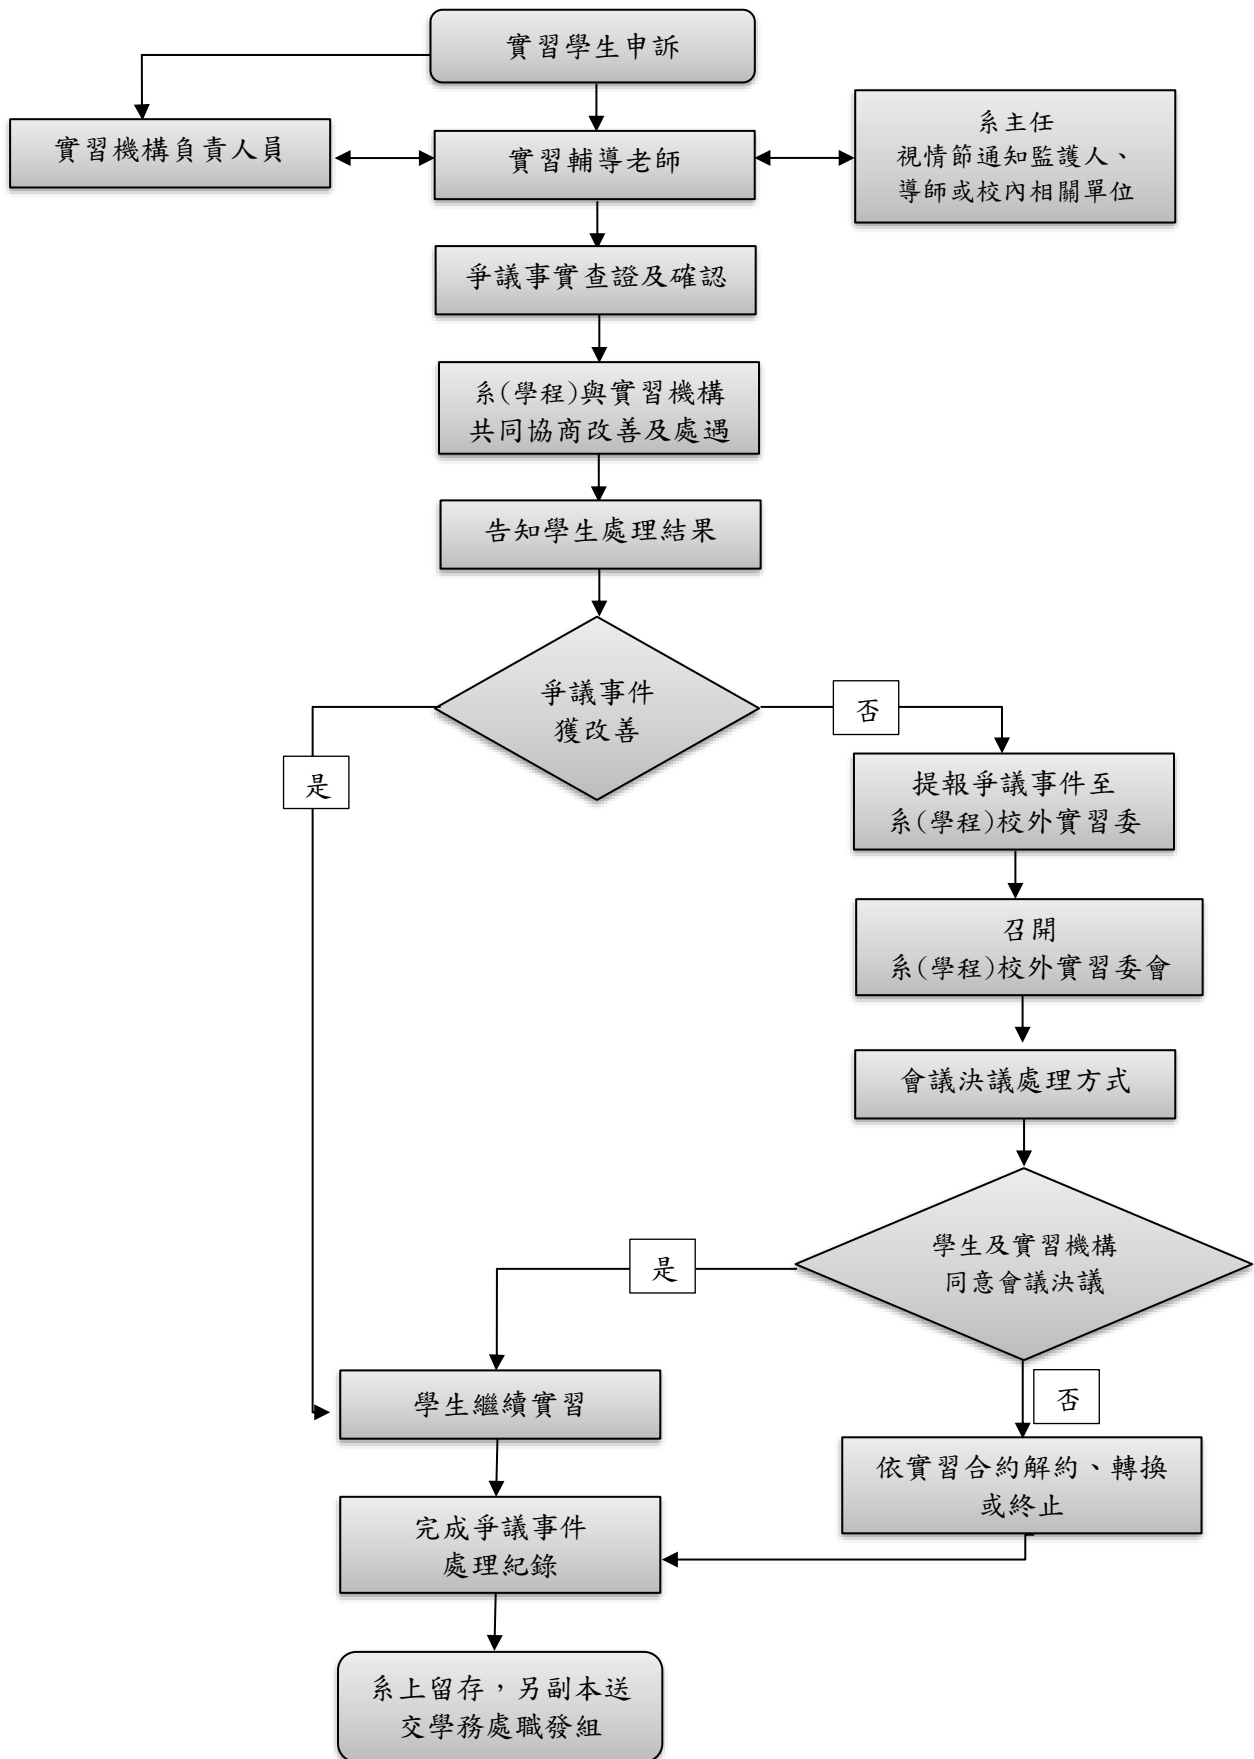 實習學生申訴
實習機構負責人員
實習輔導老師
系主任
視情節通知監護人、
導師或校內相關單位
爭議事實查證及確認
系(學程)與實習機構
共同協商改善及處遇
告知學生處理結果
爭議事件
獲改善
是
否
提報爭議事件至
系(學程)校外實習委
召開
系(學程)校外實習委會
會議決議處理方式
學生及實習機構
同意會議決議
是
否
學生繼續實習
依實習合約解約、轉換
或終止
完成爭議事件
處理紀錄
系上留存，另副本送
交學務處職發組